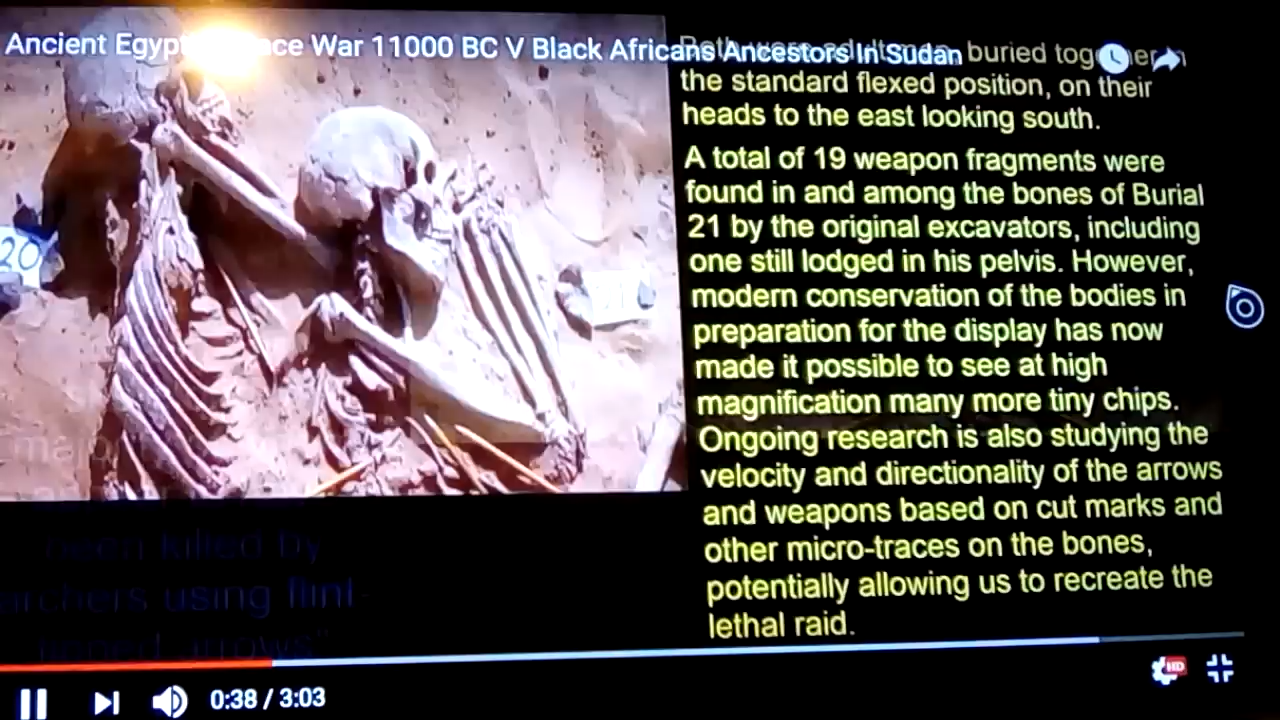 Ancient Egypt ce War 11000 BC V Black Africans Ancestors In Sudan
buried together in
the standard flexed position, on their
heads to the east looking south.
A total of 19 weapon fragments were
found in and among the bones of Burial
21 by the original excavators, including
one still lodged in his pelvis. However,
modern conservation of the bodies in
preparation for the display has now
made it possible to see at high
magnification many more tiny chips.
Ongoing research is also studying the
velocity and directionality of the arrows
and weapons based on cut marks and
other micro-traces on the bones,
potentially allowing us to recreate the
lethal raid.
20
been killed by
archers using flint-
arrows"
HD
0:38 / 3:03